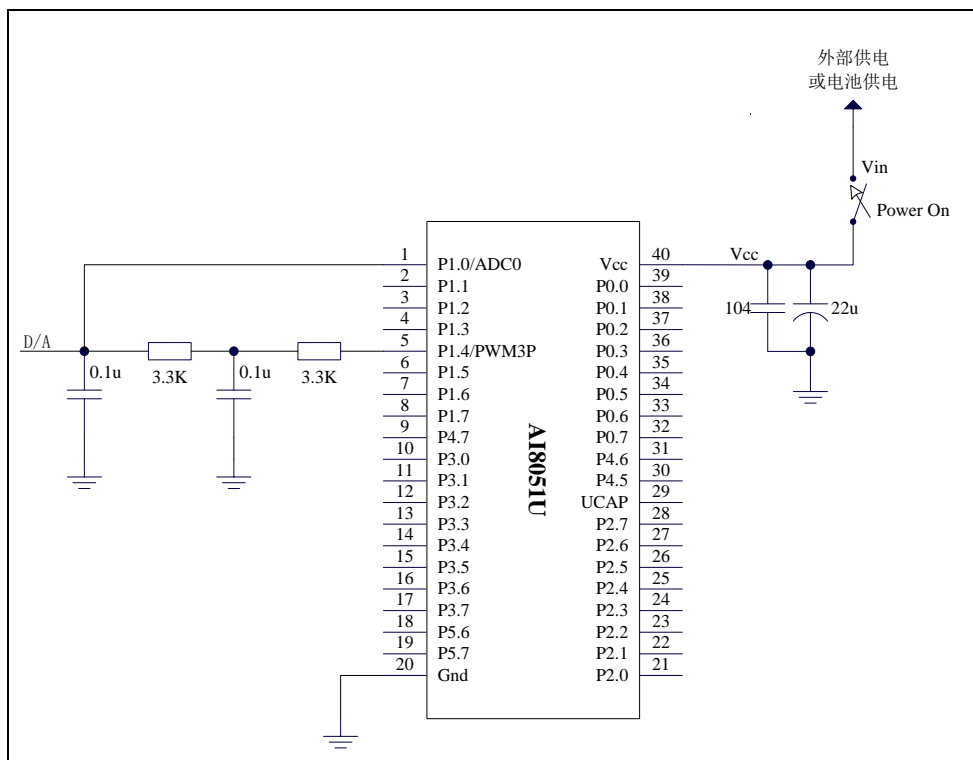 外部供电
或电池供电
Vin
Power On
Vcc
104
22u
D/A
0.1u
3.3K
0.1u
3.3K
AI8051U
1 P1.0/ADC0
2 P1.1
3 P1.2
4 P1.3
5 P1.4/PWM3P
6 P1.5
7 P1.6
8 P1.7
9 P4.7
10 P3.0
11 P3.1
12 P3.2
13 P3.3
14 P3.4
15 P3.5
16 P3.6
17 P3.7
18 P5.6
19 P5.7
20 Gnd
Vcc 40
P0.0 39
P0.1 38
P0.2 37
P0.3 36
P0.4 35
P0.5 34
P0.6 33
P0.7 32
P4.6 31
P4.5 30
UCAP 29
P2.7 28
P2.6 27
P2.5 26
P2.4 25
P2.3 24
P2.2 23
P2.1 22
P2.0 21